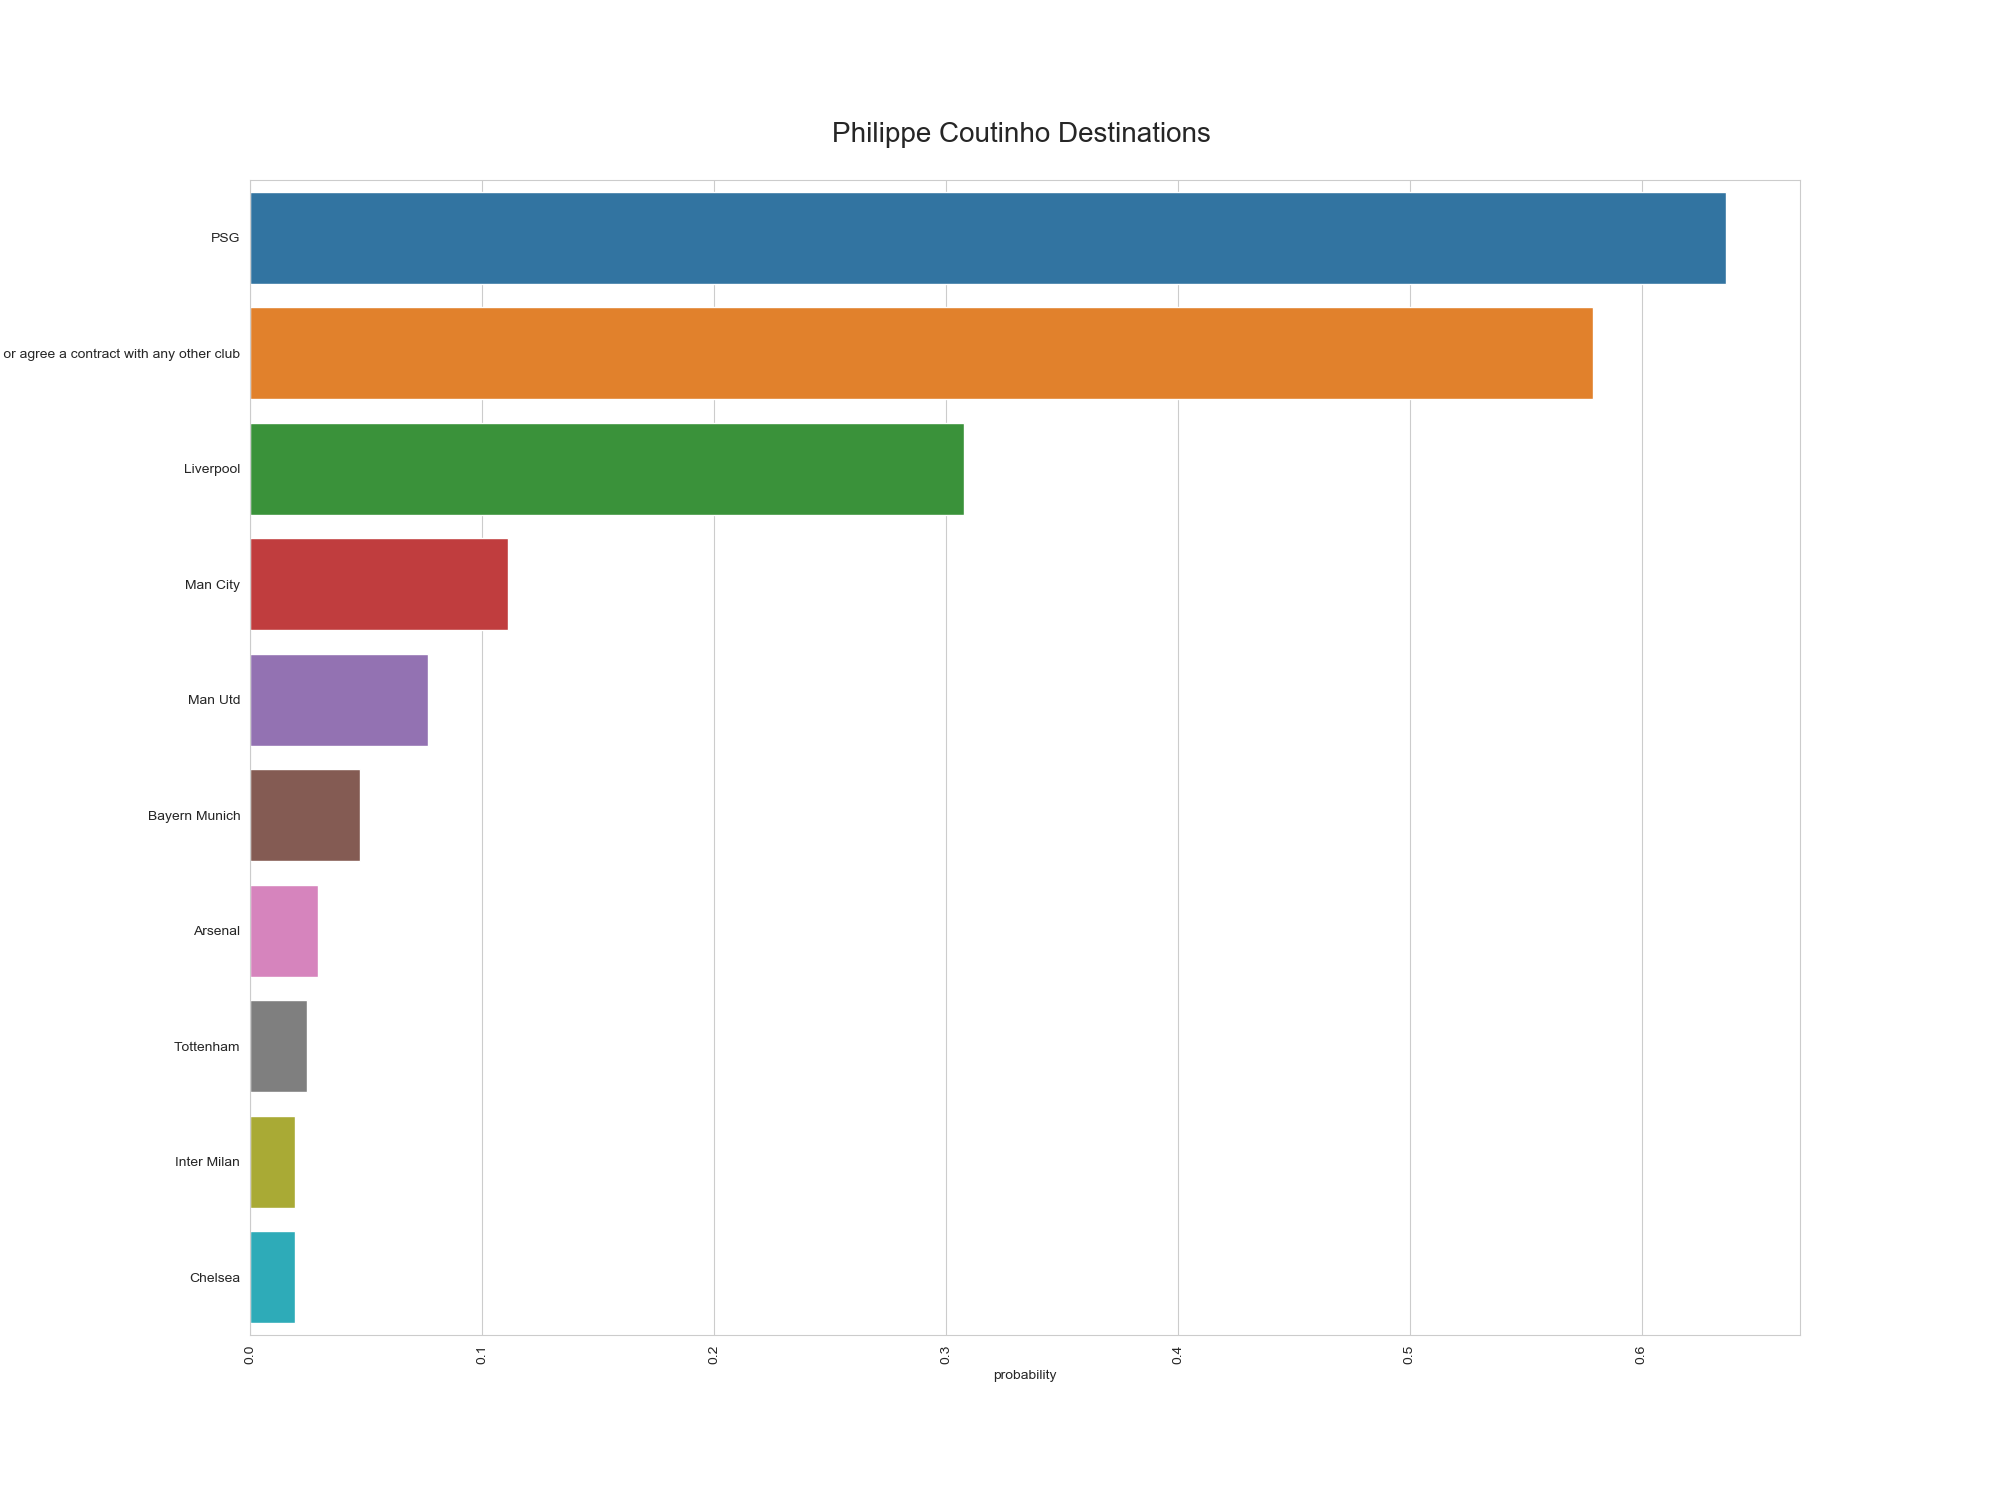 Philippe Coutinho Destinations
PSG
or agree a contract with any other club
Liverpool
Man City
Man Utd
Bayern Munich
Arsenal
Tottenham
Inter Milan
Chelsea
0.0
0.1
0.2
0.3
0.4
0.5
0.6
probability